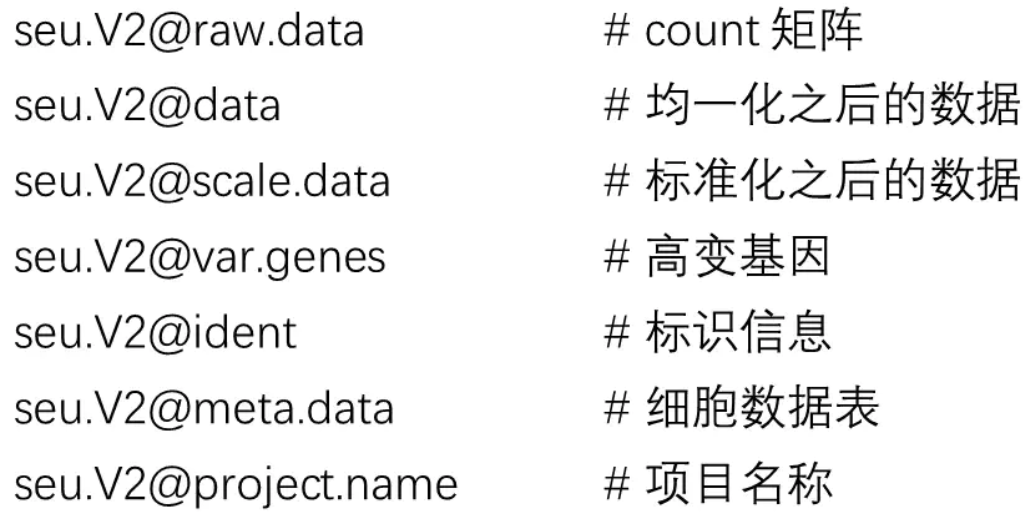 seu.V2@raw.data # count 矩阵
seu.V2@data # 均一化之后的数据
seu.V2@scale.data # 标准化之后的数据
seu.V2@var.genes # 高变基因
seu.V2@ident # 标识信息
seu.V2@meta.data # 细胞数据表
seu.V2@project.name # 项目名称